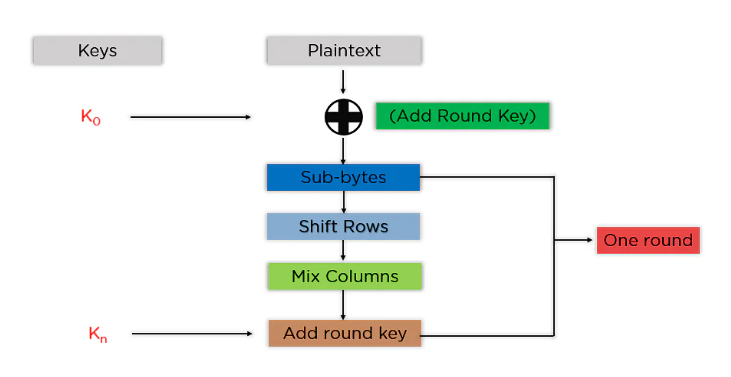 Keys
Plaintext
K0
(Add Round Key)
Sub-bytes
Shift Rows
One round
Mix Columns
Kn
Add round key